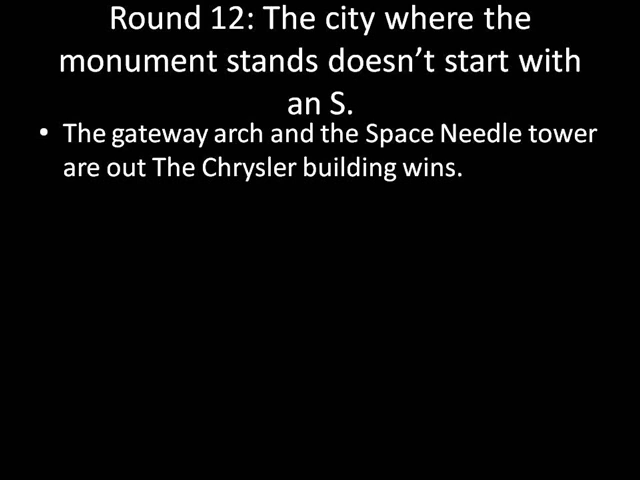 Round 12: The city where the
monument stands doesn’t start with
an S.
• The gateway arch and the Space Needle tower
are out The Chrysler building wins.